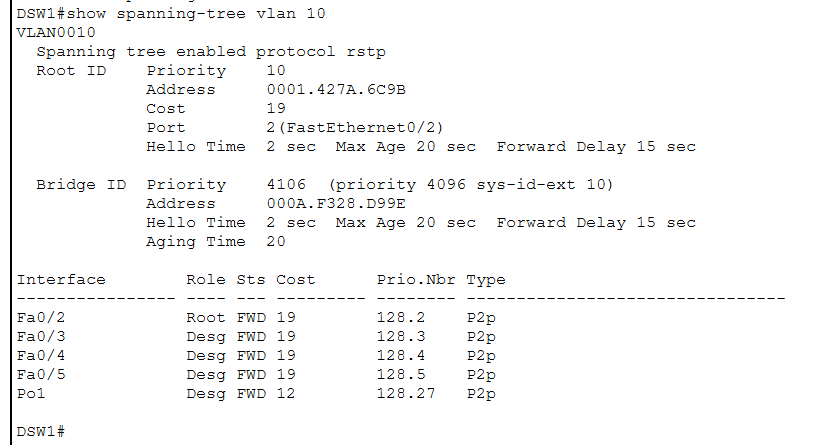 DSW1#show spanning-tree vlan 10
VLAN0010
  Spanning tree enabled protocol rstp
  Root ID    Priority    10
             Address     0001.427A.6C9B
             Cost        19
             Port        2(FastEthernet0/2)
             Hello Time  2 sec  Max Age 20 sec  Forward Delay 15 sec

  Bridge ID  Priority    4106  (priority 4096 sys-id-ext 10)
             Address     000A.F328.D99E
             Hello Time  2 sec  Max Age 20 sec  Forward Delay 15 sec
             Aging Time  20

Interface        Role Sts Cost      Prio.Nbr Type
---------------- ---- --- --------- -------- --------------------------------
Fa0/2            Root FWD 19        128.2    P2p
Fa0/3            Desg FWD 19        128.3    P2p
Fa0/4            Desg FWD 19        128.4    P2p
Fa0/5            Desg FWD 19        128.5    P2p
Po1              Desg FWD 12        128.27   P2p

DSW1#